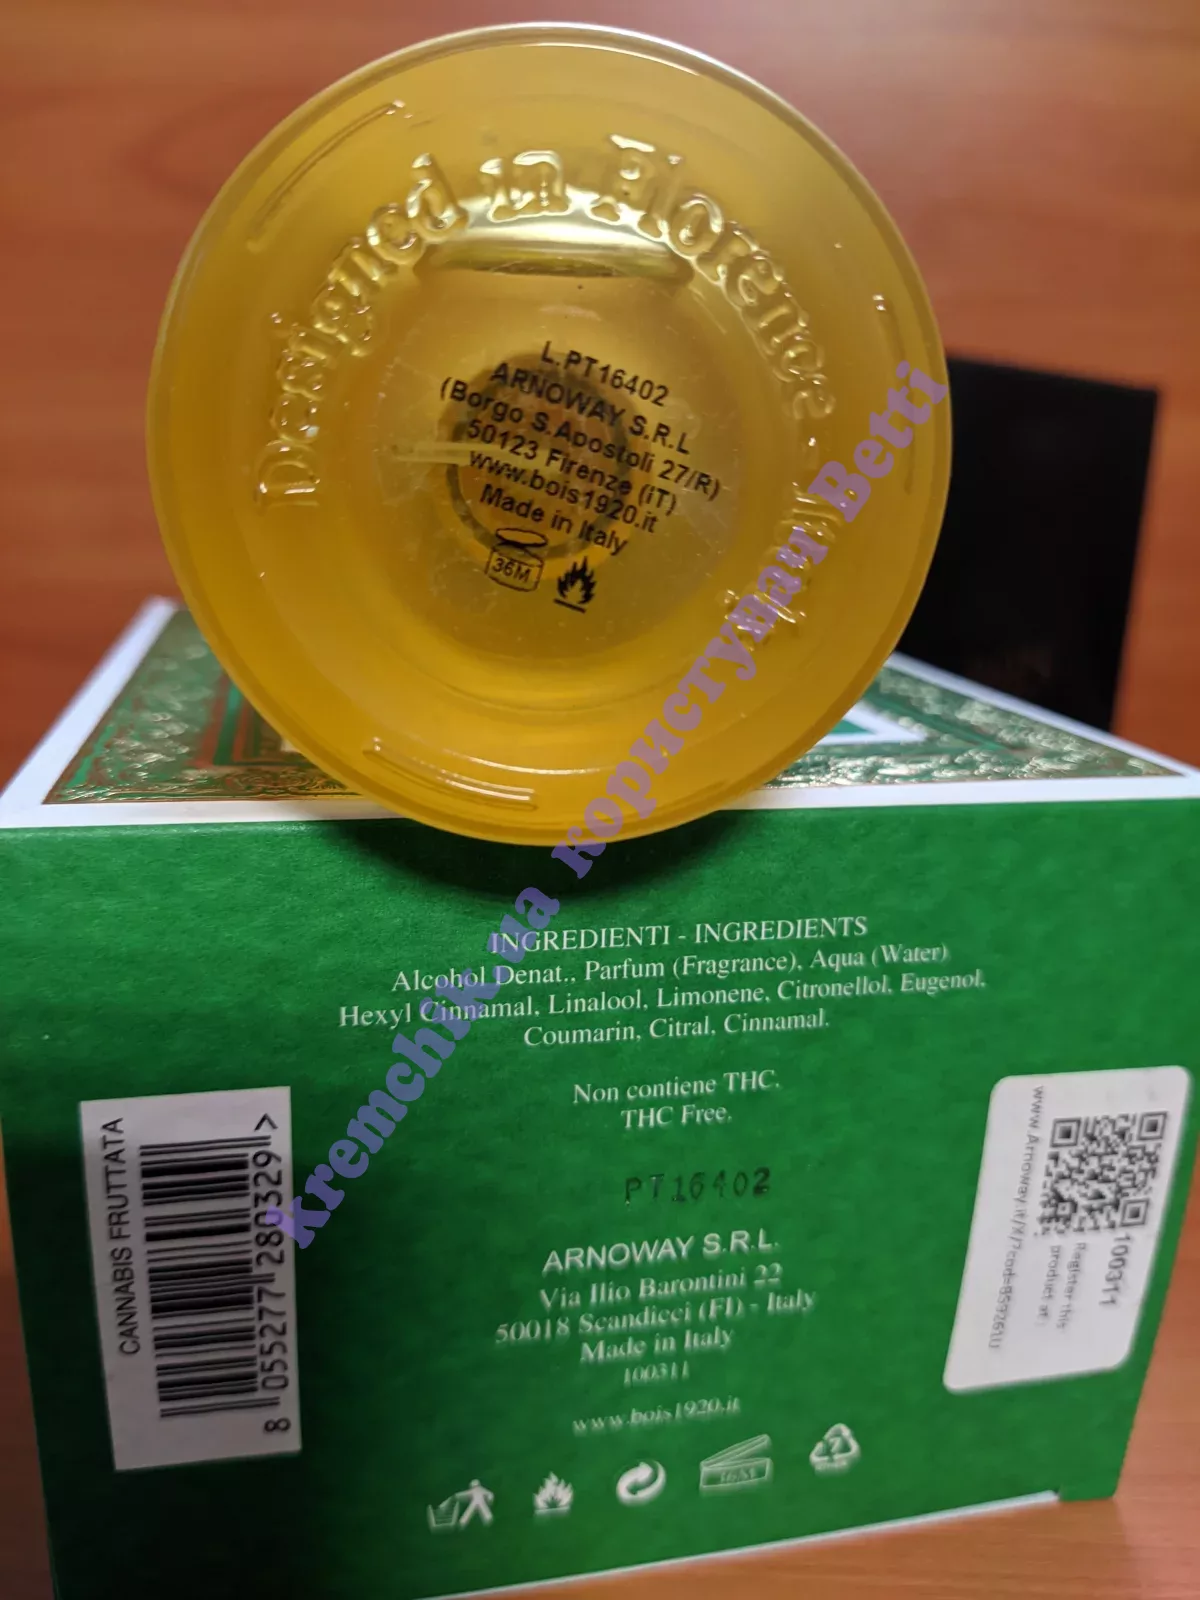 Designed in Florence
Italy
L.PT16402
ARNOWAY S.R.L
(Borgo S.Apostoli 27/R)
50123 Firenze (IT)
www.bois1920.it
Made in Italy
36M
kremchik.ua користувач Betti
INGREDIENTI - INGREDIENTS
Alcohol Denat., Parfum (Fragrance), Aqua (Water)
Hexyl Cinnamal, Linalool, Limonene, Citronellol, Eugenol,
Coumarin, Citral, Cinnamal.
Non contiene THC.
THC Free.
PT16402
ARNOWAY S.R.L.
Via Ilio Barontini 22
50018 Scandicci (FI) - Italy
Made in Italy
100311
www.bois1920.it
36M
7
CANNABIS FRUTTATA
8 055277 280329 >
100311
Register this
product at: